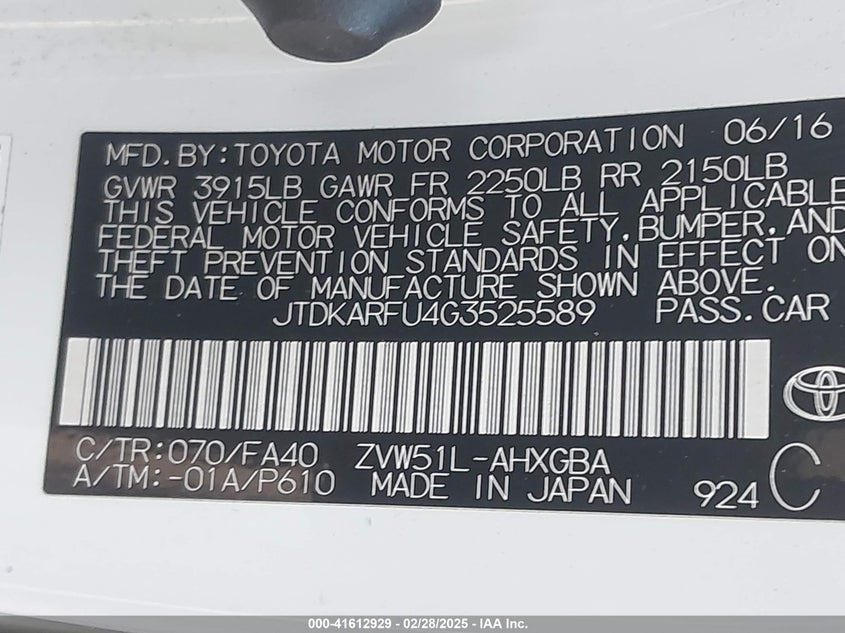 MFD.BY:TOYOTA MOTOR CORPORATION 06/16
GVWR 3915LB GAWR FR 2250LB RR 2150LB
THIS VEHICLE CONFORMS TO ALL APPLICABLE
FEDERAL MOTOR VEHICLE SAFETY,BUMPER,AND
THEFT PREVENTION STANDARDS IN EFFECT ON
THE DATE OF MANUFACTURE SHOWN ABOVE.
JTDKARFU4G3525589 PASS.CAR
C/TR:070/FA40 ZVW51L-AHXGBA
A/TM:-01A/P610 MADE IN JAPAN 924 C
000-41612929 - 02/28/2025 - IAA Inc.